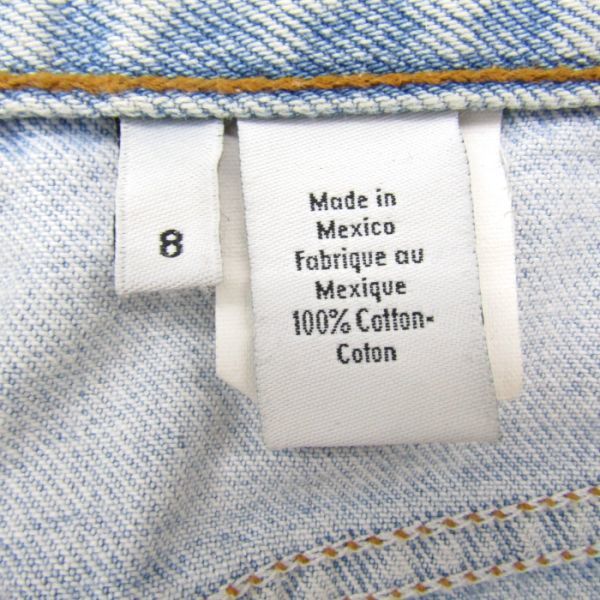 8
Made in
Mexico
Fabrique au
Mexique
100% Cotton-
Coton